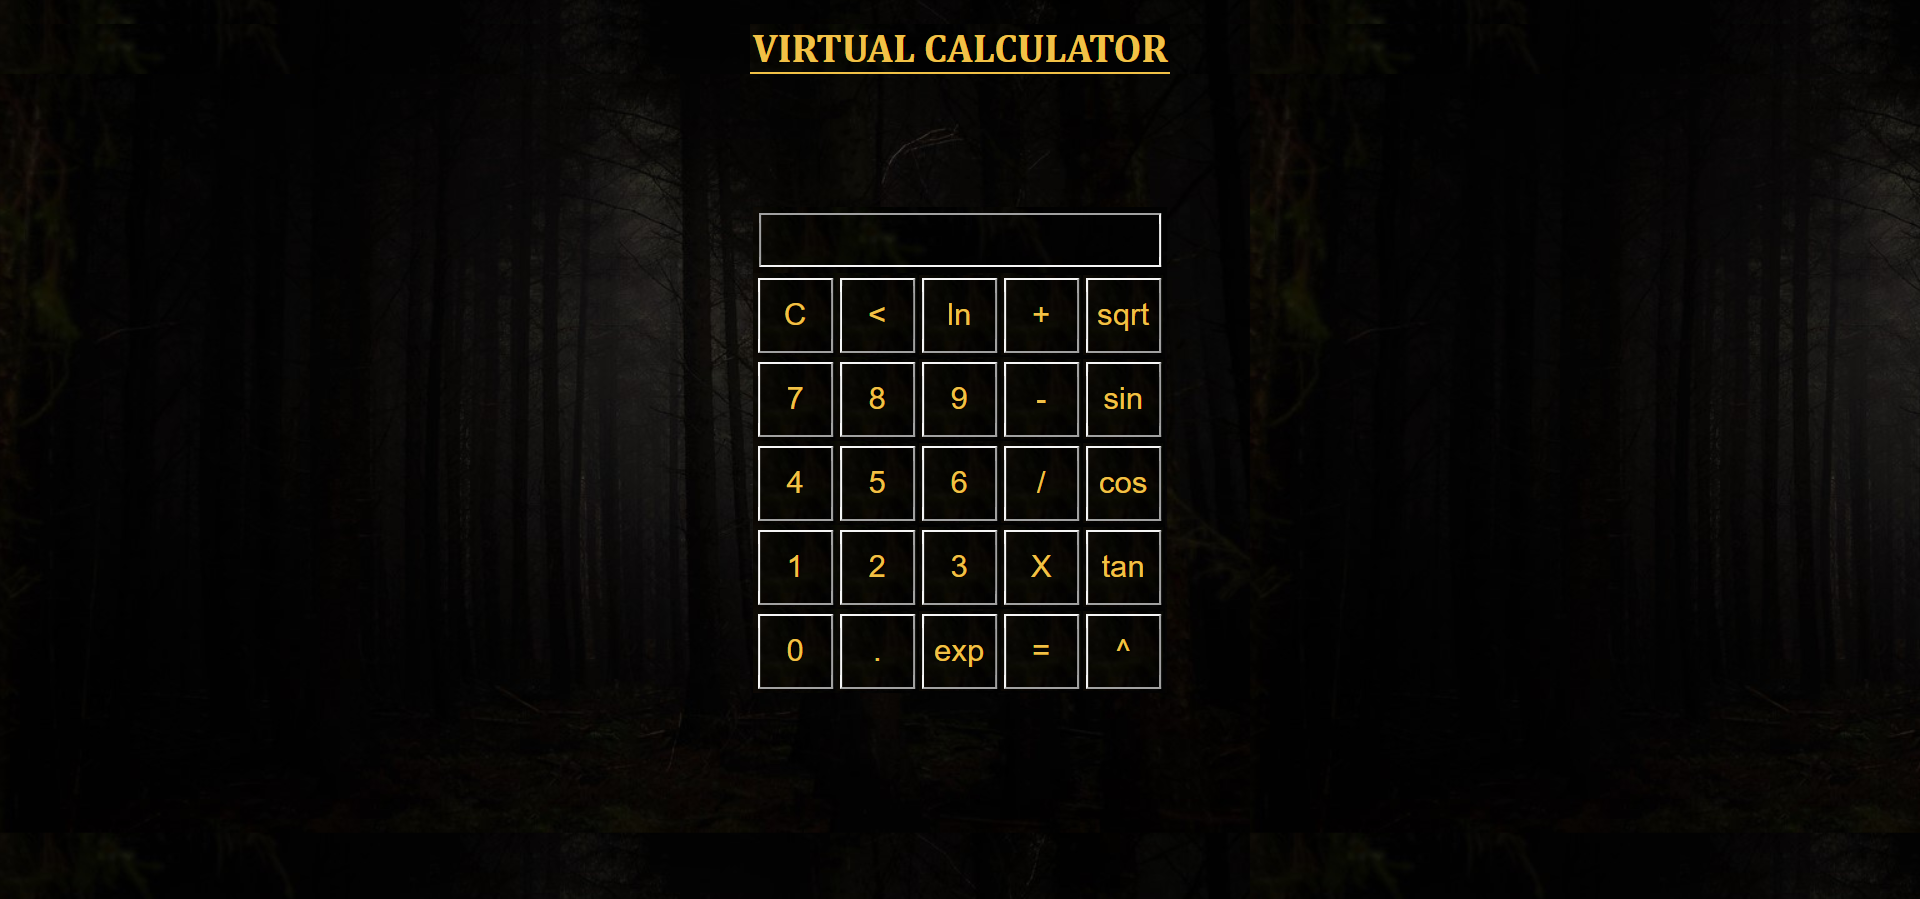 VIRTUAL CALCULATOR
C < ln + sqrt
7 8 9 - sin
4 5 6 / cos
1 2 3 X tan
0 . exp = ^